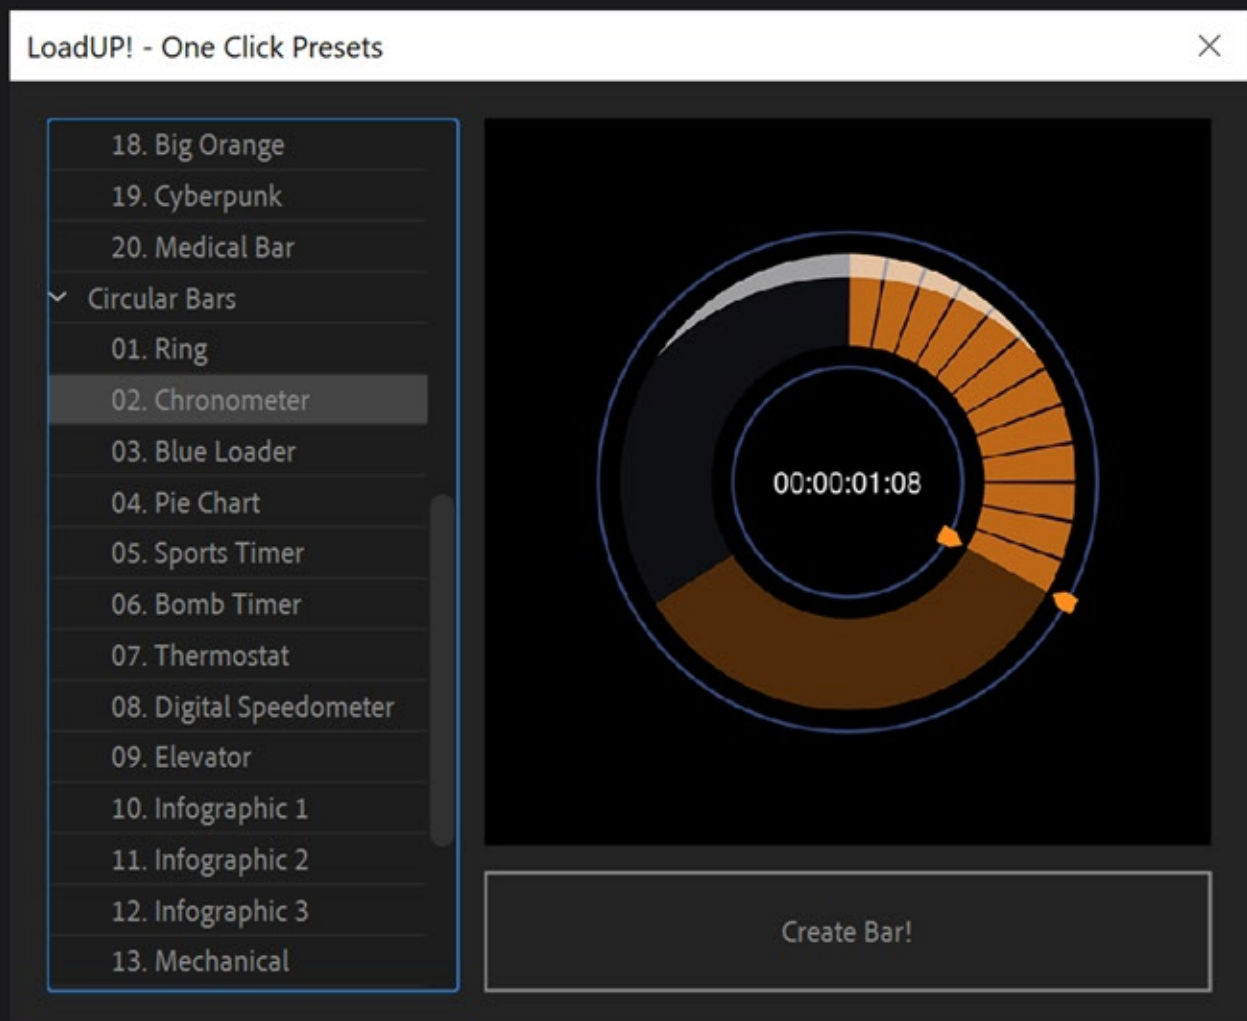 LoadUP! - One Click Presets
18. Big Orange
19. Cyberpunk
20. Medical Bar
Circular Bars
01. Ring
02. Chronometer
03. Blue Loader
04. Pie Chart
05. Sports Timer
06. Bomb Timer
07. Thermostat
08. Digital Speedometer
09. Elevator
10. Infographic 1
11. Infographic 2
12. Infographic 3
13. Mechanical
00:00:01:08
Create Bar!